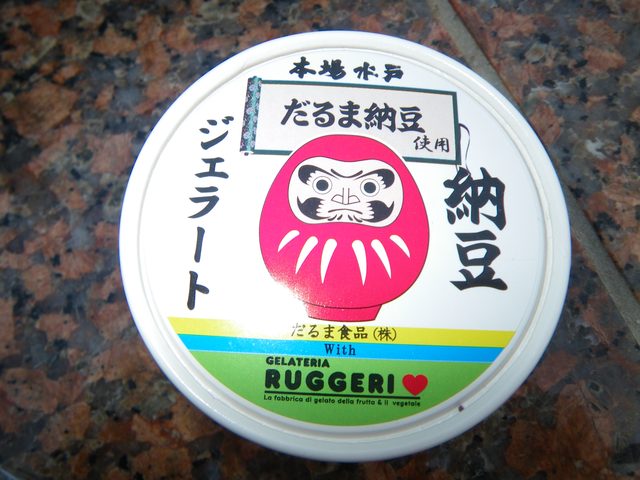 本場水戸
だるま納豆
使用
納豆
ジェラート
だるま食品(株)
With
GELATERIA
RUGGERI
La fabbrica di gelato della frutta & il vegetale